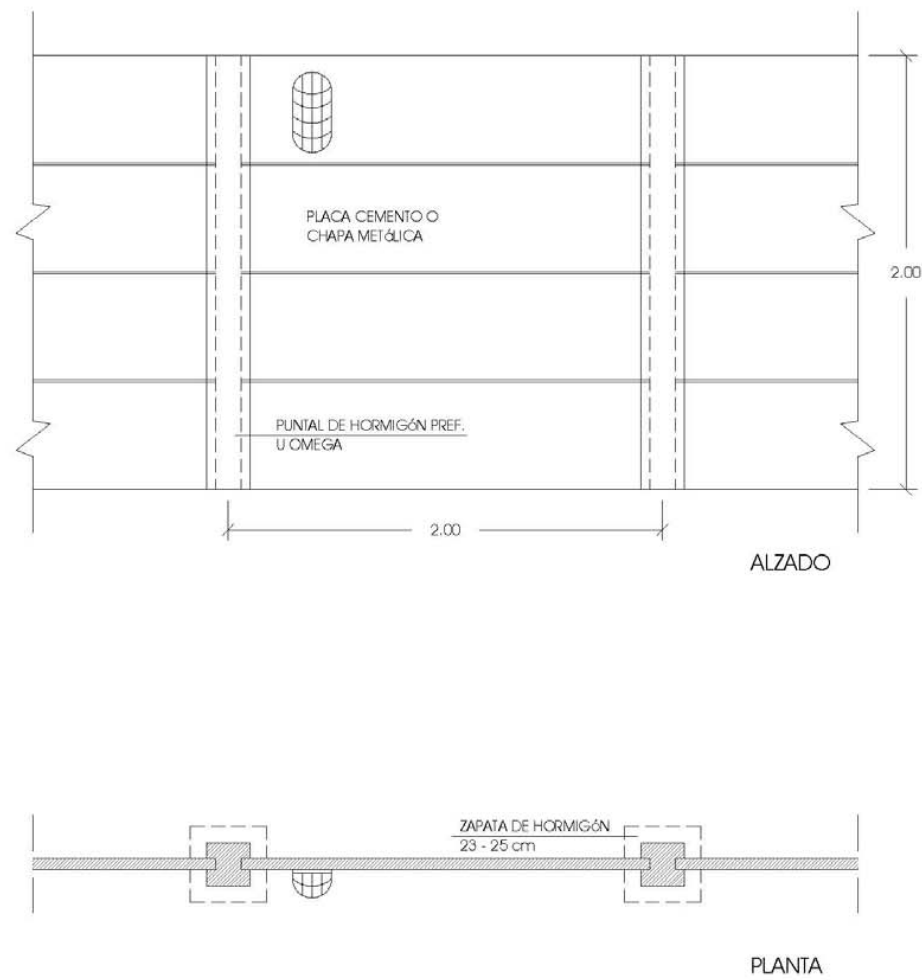 PLACA CEMENTO O
CHAPA METáLICA
2.00
PUNTAL DE HORMIGóN PREF.
U OMEGA
2.00
ALZADO
ZAPATA DE HORMIGóN
23 - 25 cm
PLANTA